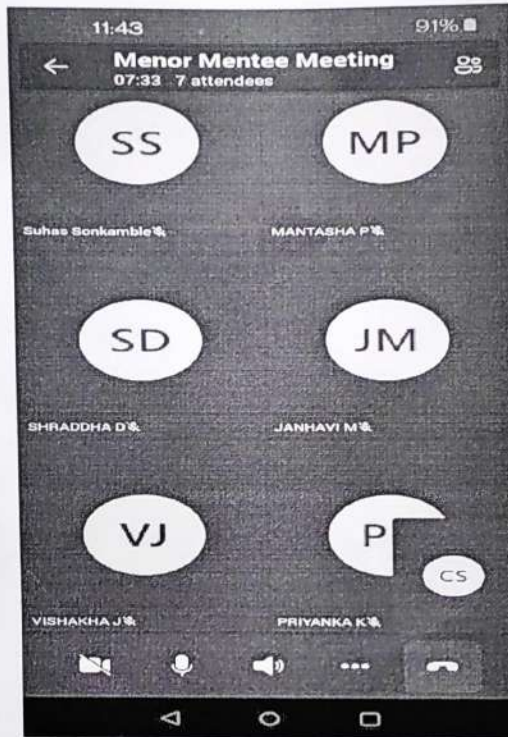 11:43 91%
Menor Mentee Meeting
07:33 7 attendees
SS MP
Suhas Sonkamble MANTASHA P
SD JM
SHRADDHA D JANHAVI M
VJ P
CS
VISHAKHA J PRIYANKA K